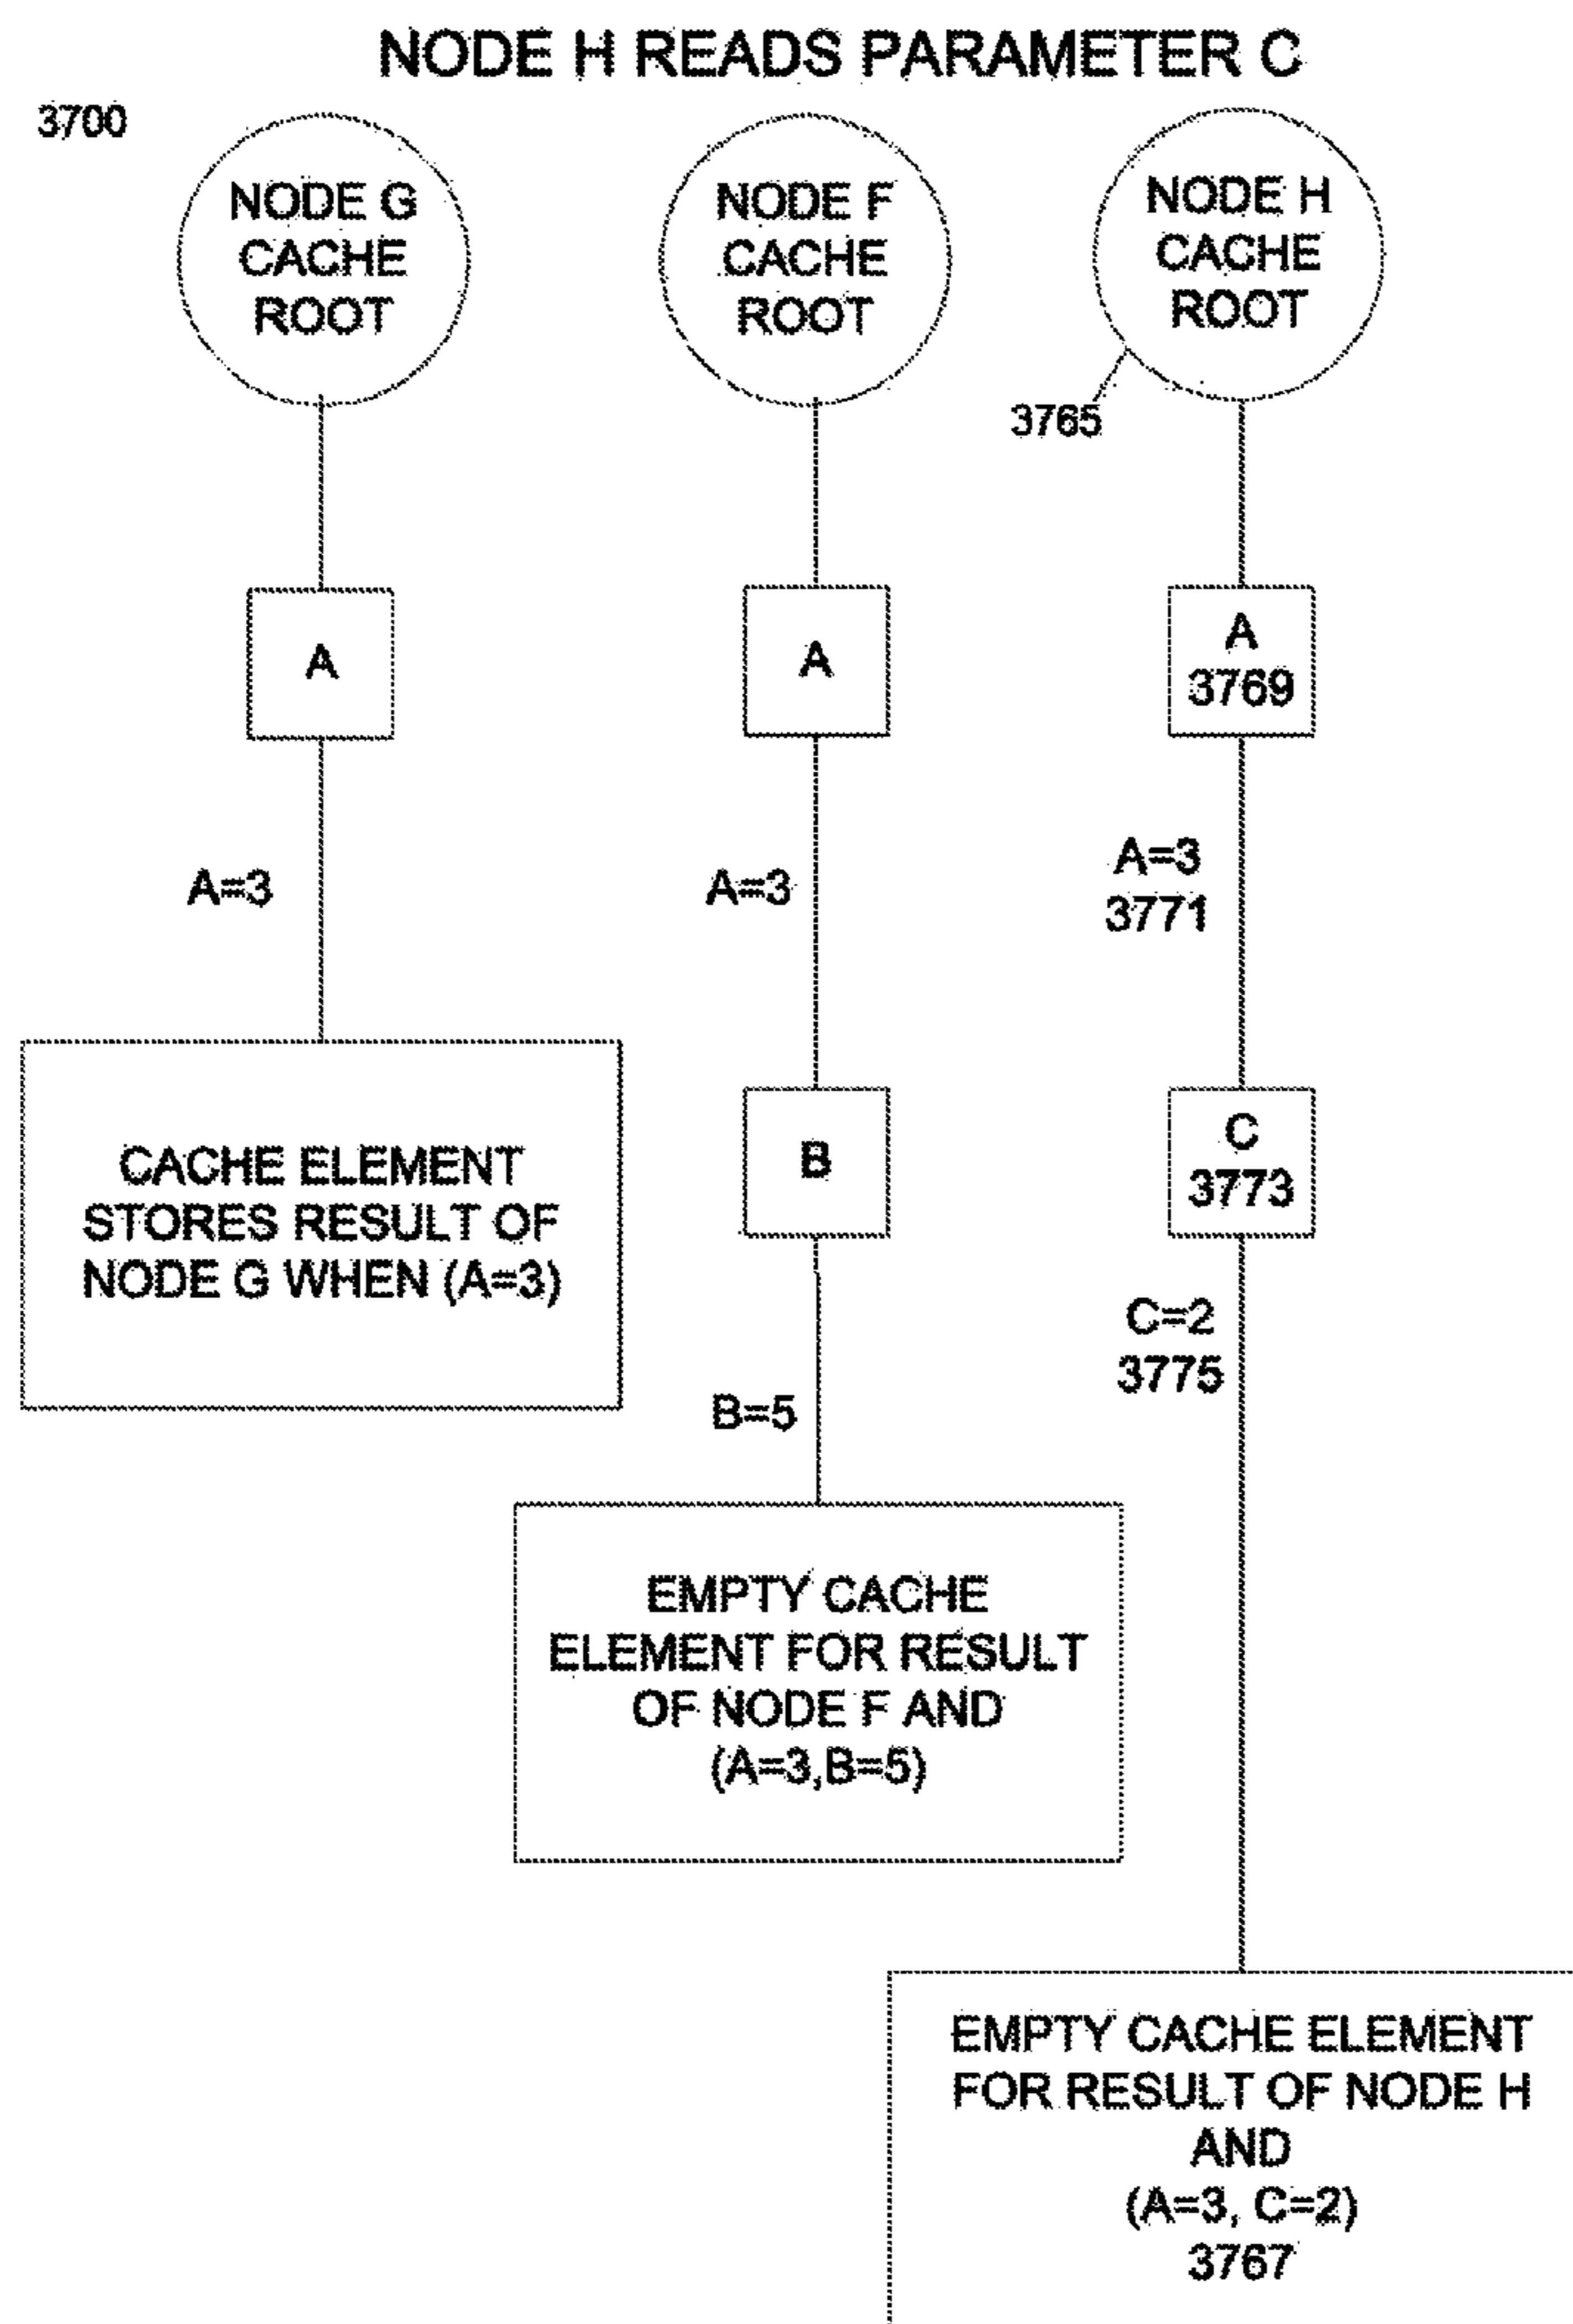 NODE H READS PARAMETER C
3700
NODE G
CACHE
ROOT
NODE F
CACHE
ROOT
NODE H
CACHE
ROOT
3765
A
A
A
3769
A=3
A=3
A=3
3771
CACHE ELEMENT
STORES RESULT OF
NODE G WHEN (A=3)
B
C
3773
C=2
3775
B=5
EMPTY CACHE
ELEMENT FOR RESULT
OF NODE F AND
(A=3,B=5)
EMPTY CACHE ELEMENT
FOR RESULT OF NODE H
AND
(A=3, C=2)
3767